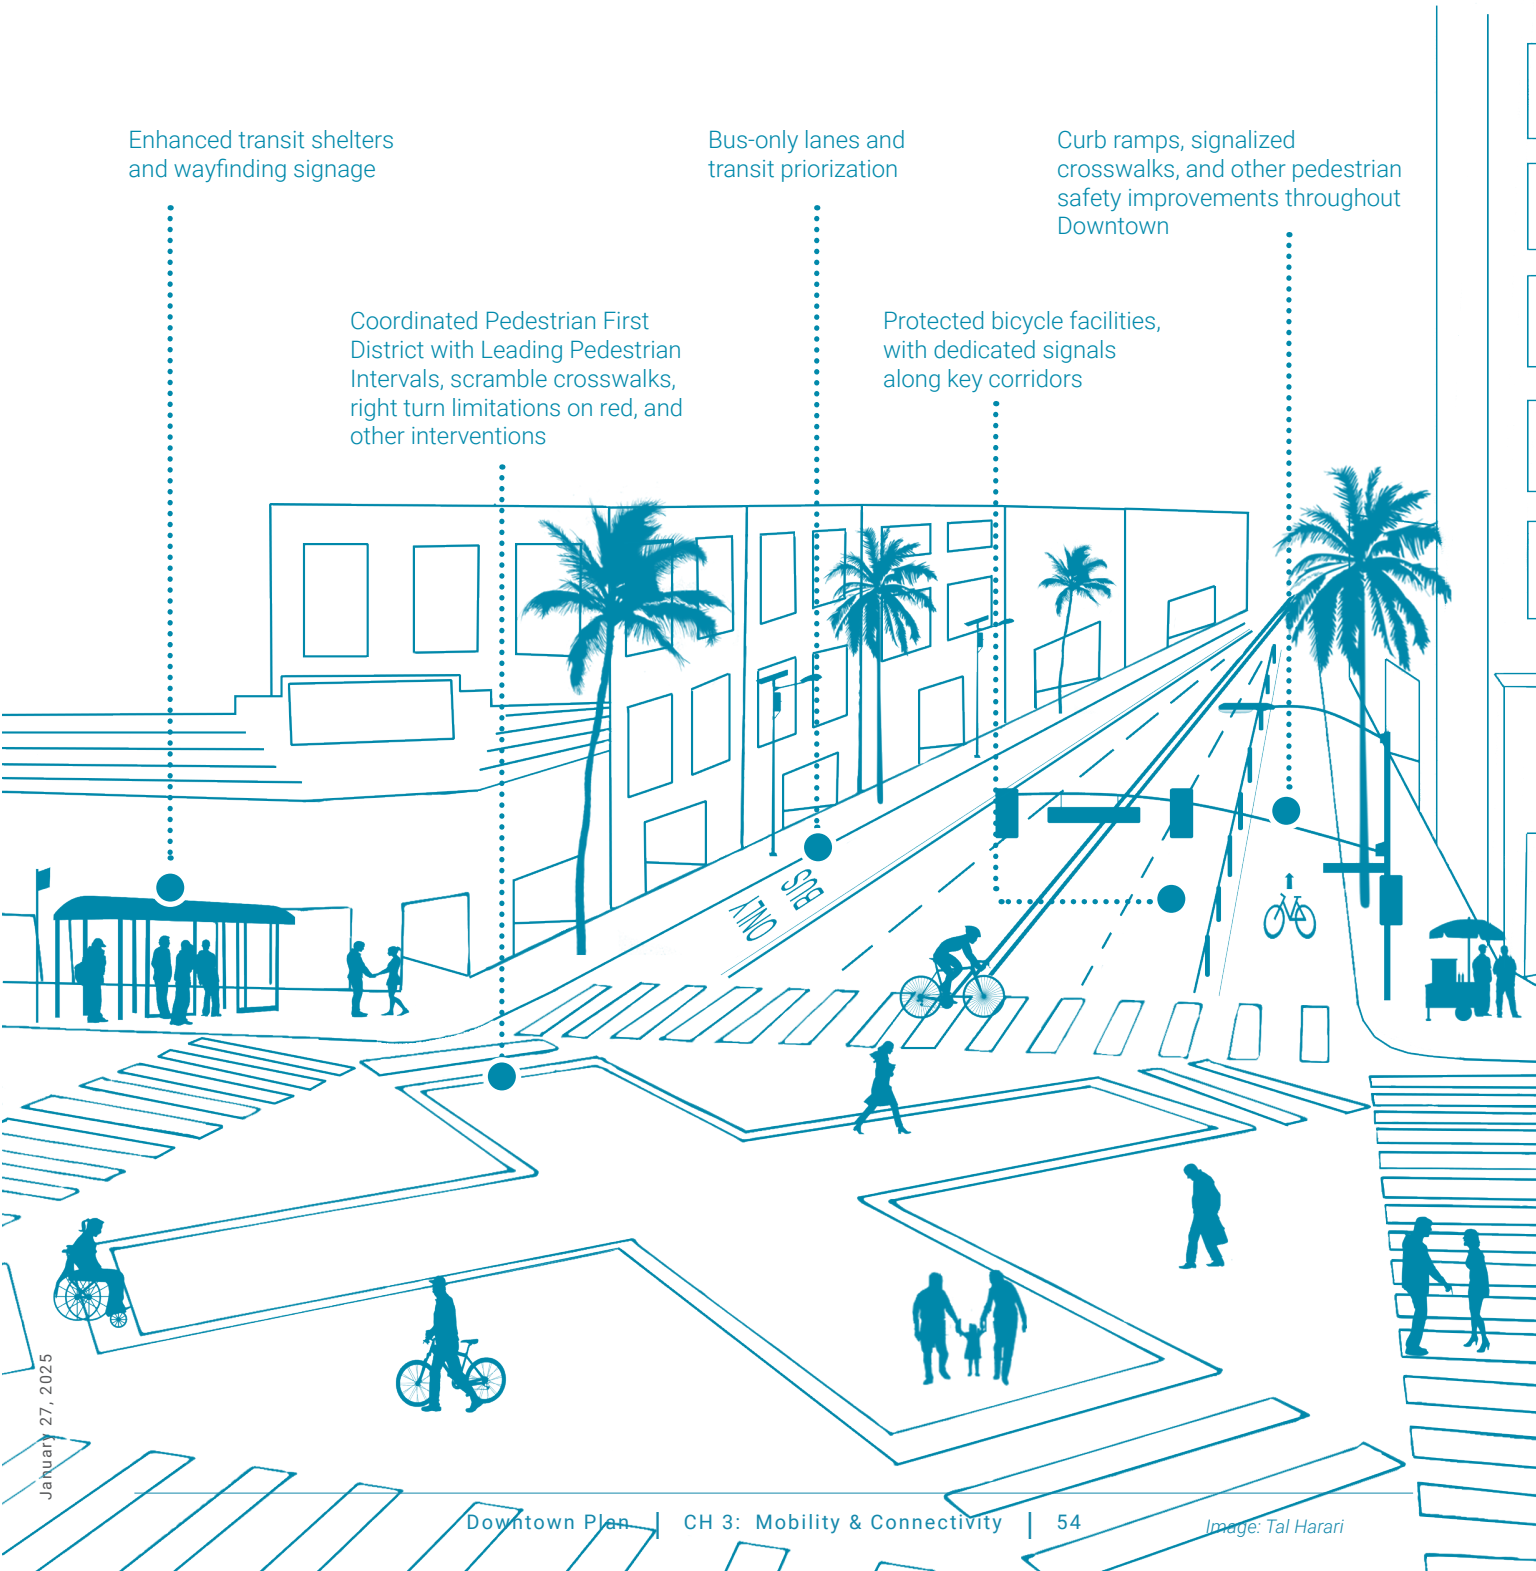 Enhanced transit shelters
and wayfinding signage
Bus-only lanes and
transit priorization
Curb ramps, signalized
crosswalks, and other pedestrian
safety improvements throughout
Downtown
Coordinated Pedestrian First
District with Leading Pedestrian
Intervals, scramble crosswalks,
right turn limitations on red, and
other interventions
Protected bicycle facilities,
with dedicated signals
along key corridors
BUS
ONLY
January 27, 2025
Downtown Plan | CH 3: Mobility & Connectivity | 54
Image: Tal Harari